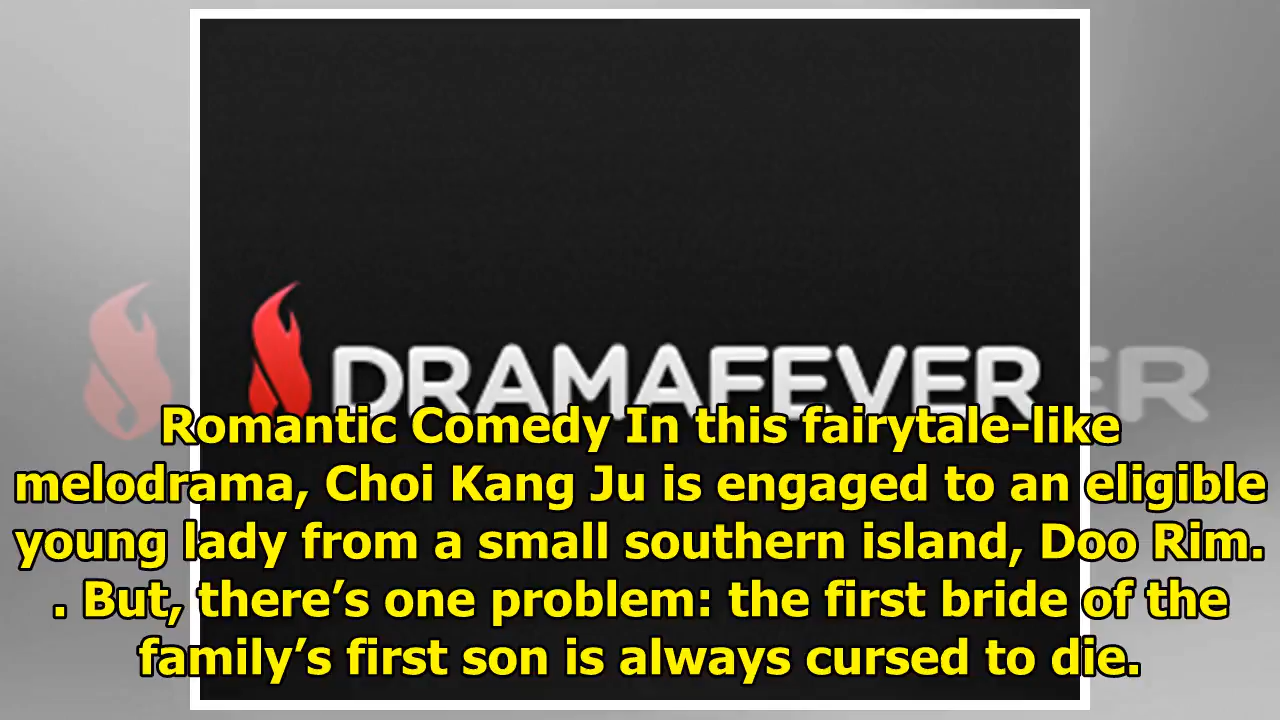 DRAMAFEVER
ER
Romantic Comedy In this fairytale-like
melodrama, Choi Kang Ju is engaged to an eligible
young lady from a small southern island, Doo Rim.
. But, there’s one problem: the first bride of the
family’s first son is always cursed to die.